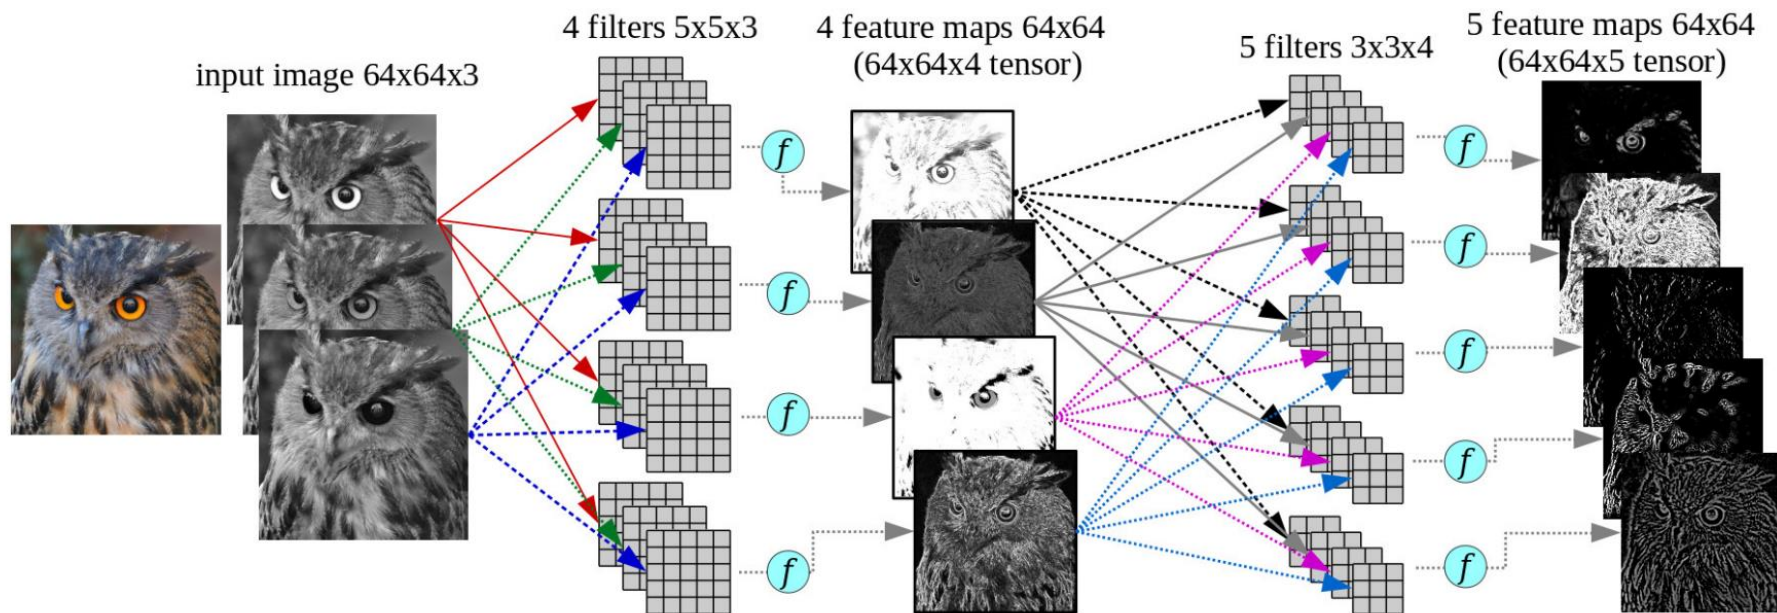 input image 64x64x3
4 filters 5x5x3
4 feature maps 64x64
(64x64x4 tensor)
5 filters 3x3x4
5 feature maps 64x64
(64x64x5 tensor)
f
f
f
f
f
f
f
f
f